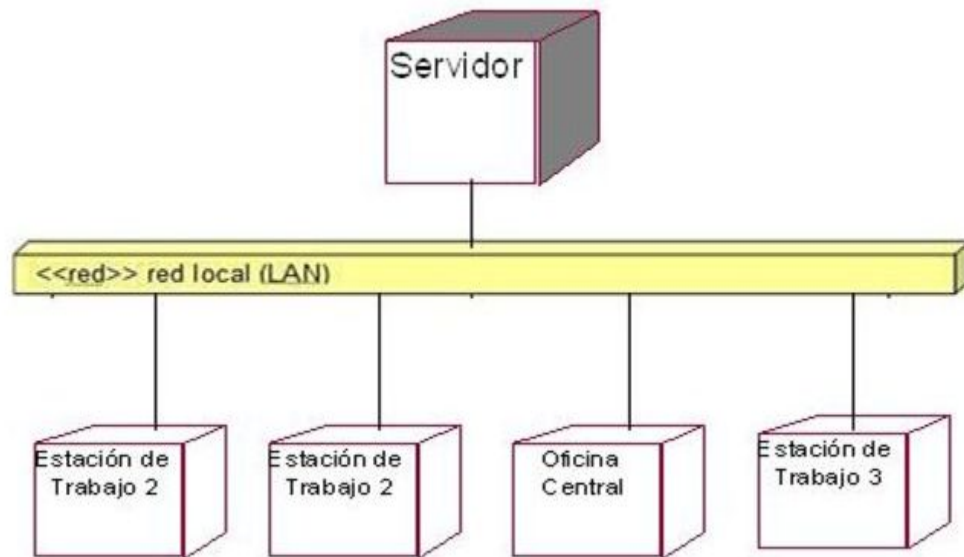 Servidor
<<red>> red local (LAN)
Estación de
Trabajo 2
Estación de
Trabajo 2
Oficina
Central
Estación de
Trabajo 3